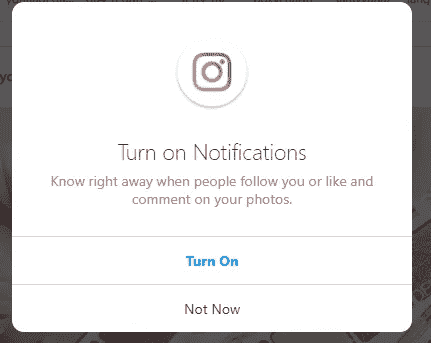 Turn on Notifications
Know right away when people follow you or like and
comment on your photos.
Turn On
Not Now